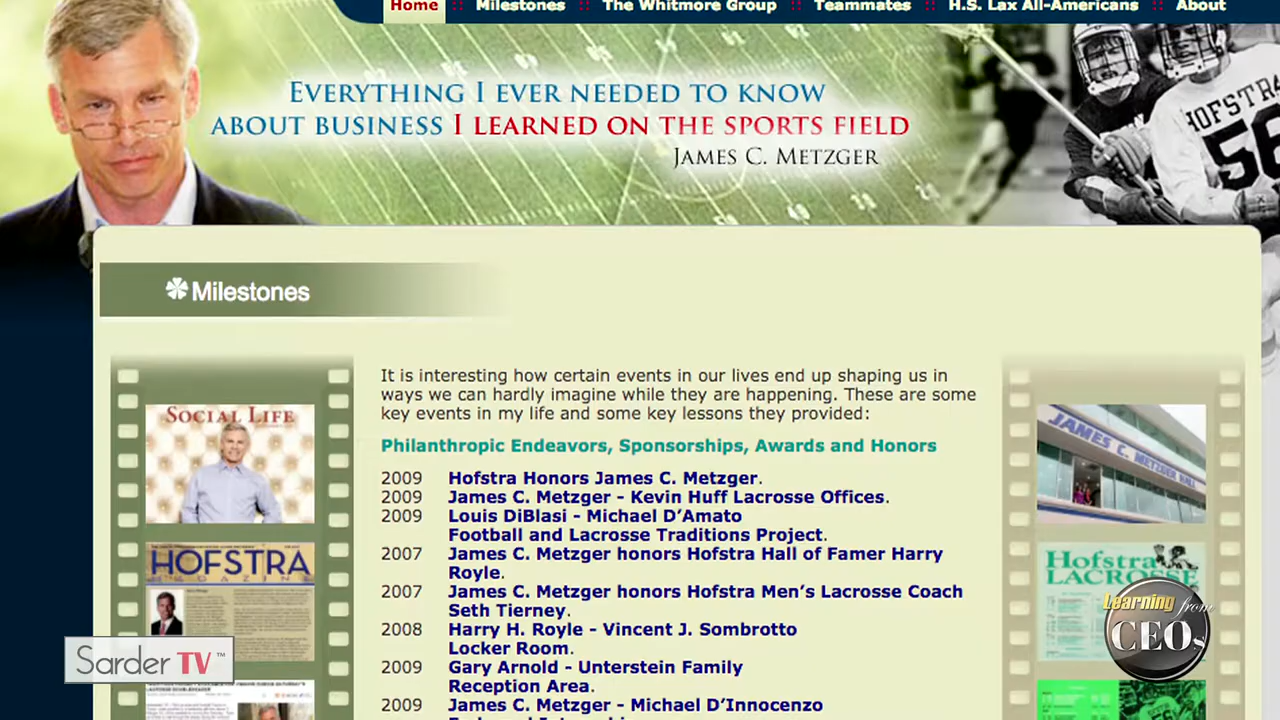 Home :: Milestones :: The Whitmore Group :: Teammates :: H.S. Lax All-Americans :: About
EVERYTHING I EVER NEEDED TO KNOW
ABOUT BUSINESS I LEARNED ON THE SPORTS FIELD
JAMES C. METZGER
HOFSTRA
56
Milestones
It is interesting how certain events in our lives end up shaping us in
ways we can hardly imagine while they are happening. These are some
key events in my life and some key lessons they provided:
Philanthropic Endeavors, Sponsorships, Awards and Honors
2009 Hofstra Honors James C. Metzger.
2009 James C. Metzger - Kevin Huff Lacrosse Offices.
2009 Louis DiBlasi - Michael D’Amato
Football and Lacrosse Traditions Project.
2007 James C. Metzger honors Hofstra Hall of Famer Harry
Royle.
2007 James C. Metzger honors Hofstra Men’s Lacrosse Coach
Seth Tierney.
2008 Harry H. Royle - Vincent J. Sombrotto
Locker Room.
2009 Gary Arnold - Unterstein Family
Reception Area.
2009 James C. Metzger - Michael D’Innocenzo
SOCIAL LIFE
HOFSTRA
MAGAZINE
JAMES C. METZGER HALL
Hofstra
LACROSSE
Sarder TV™
Learning from
CEOs